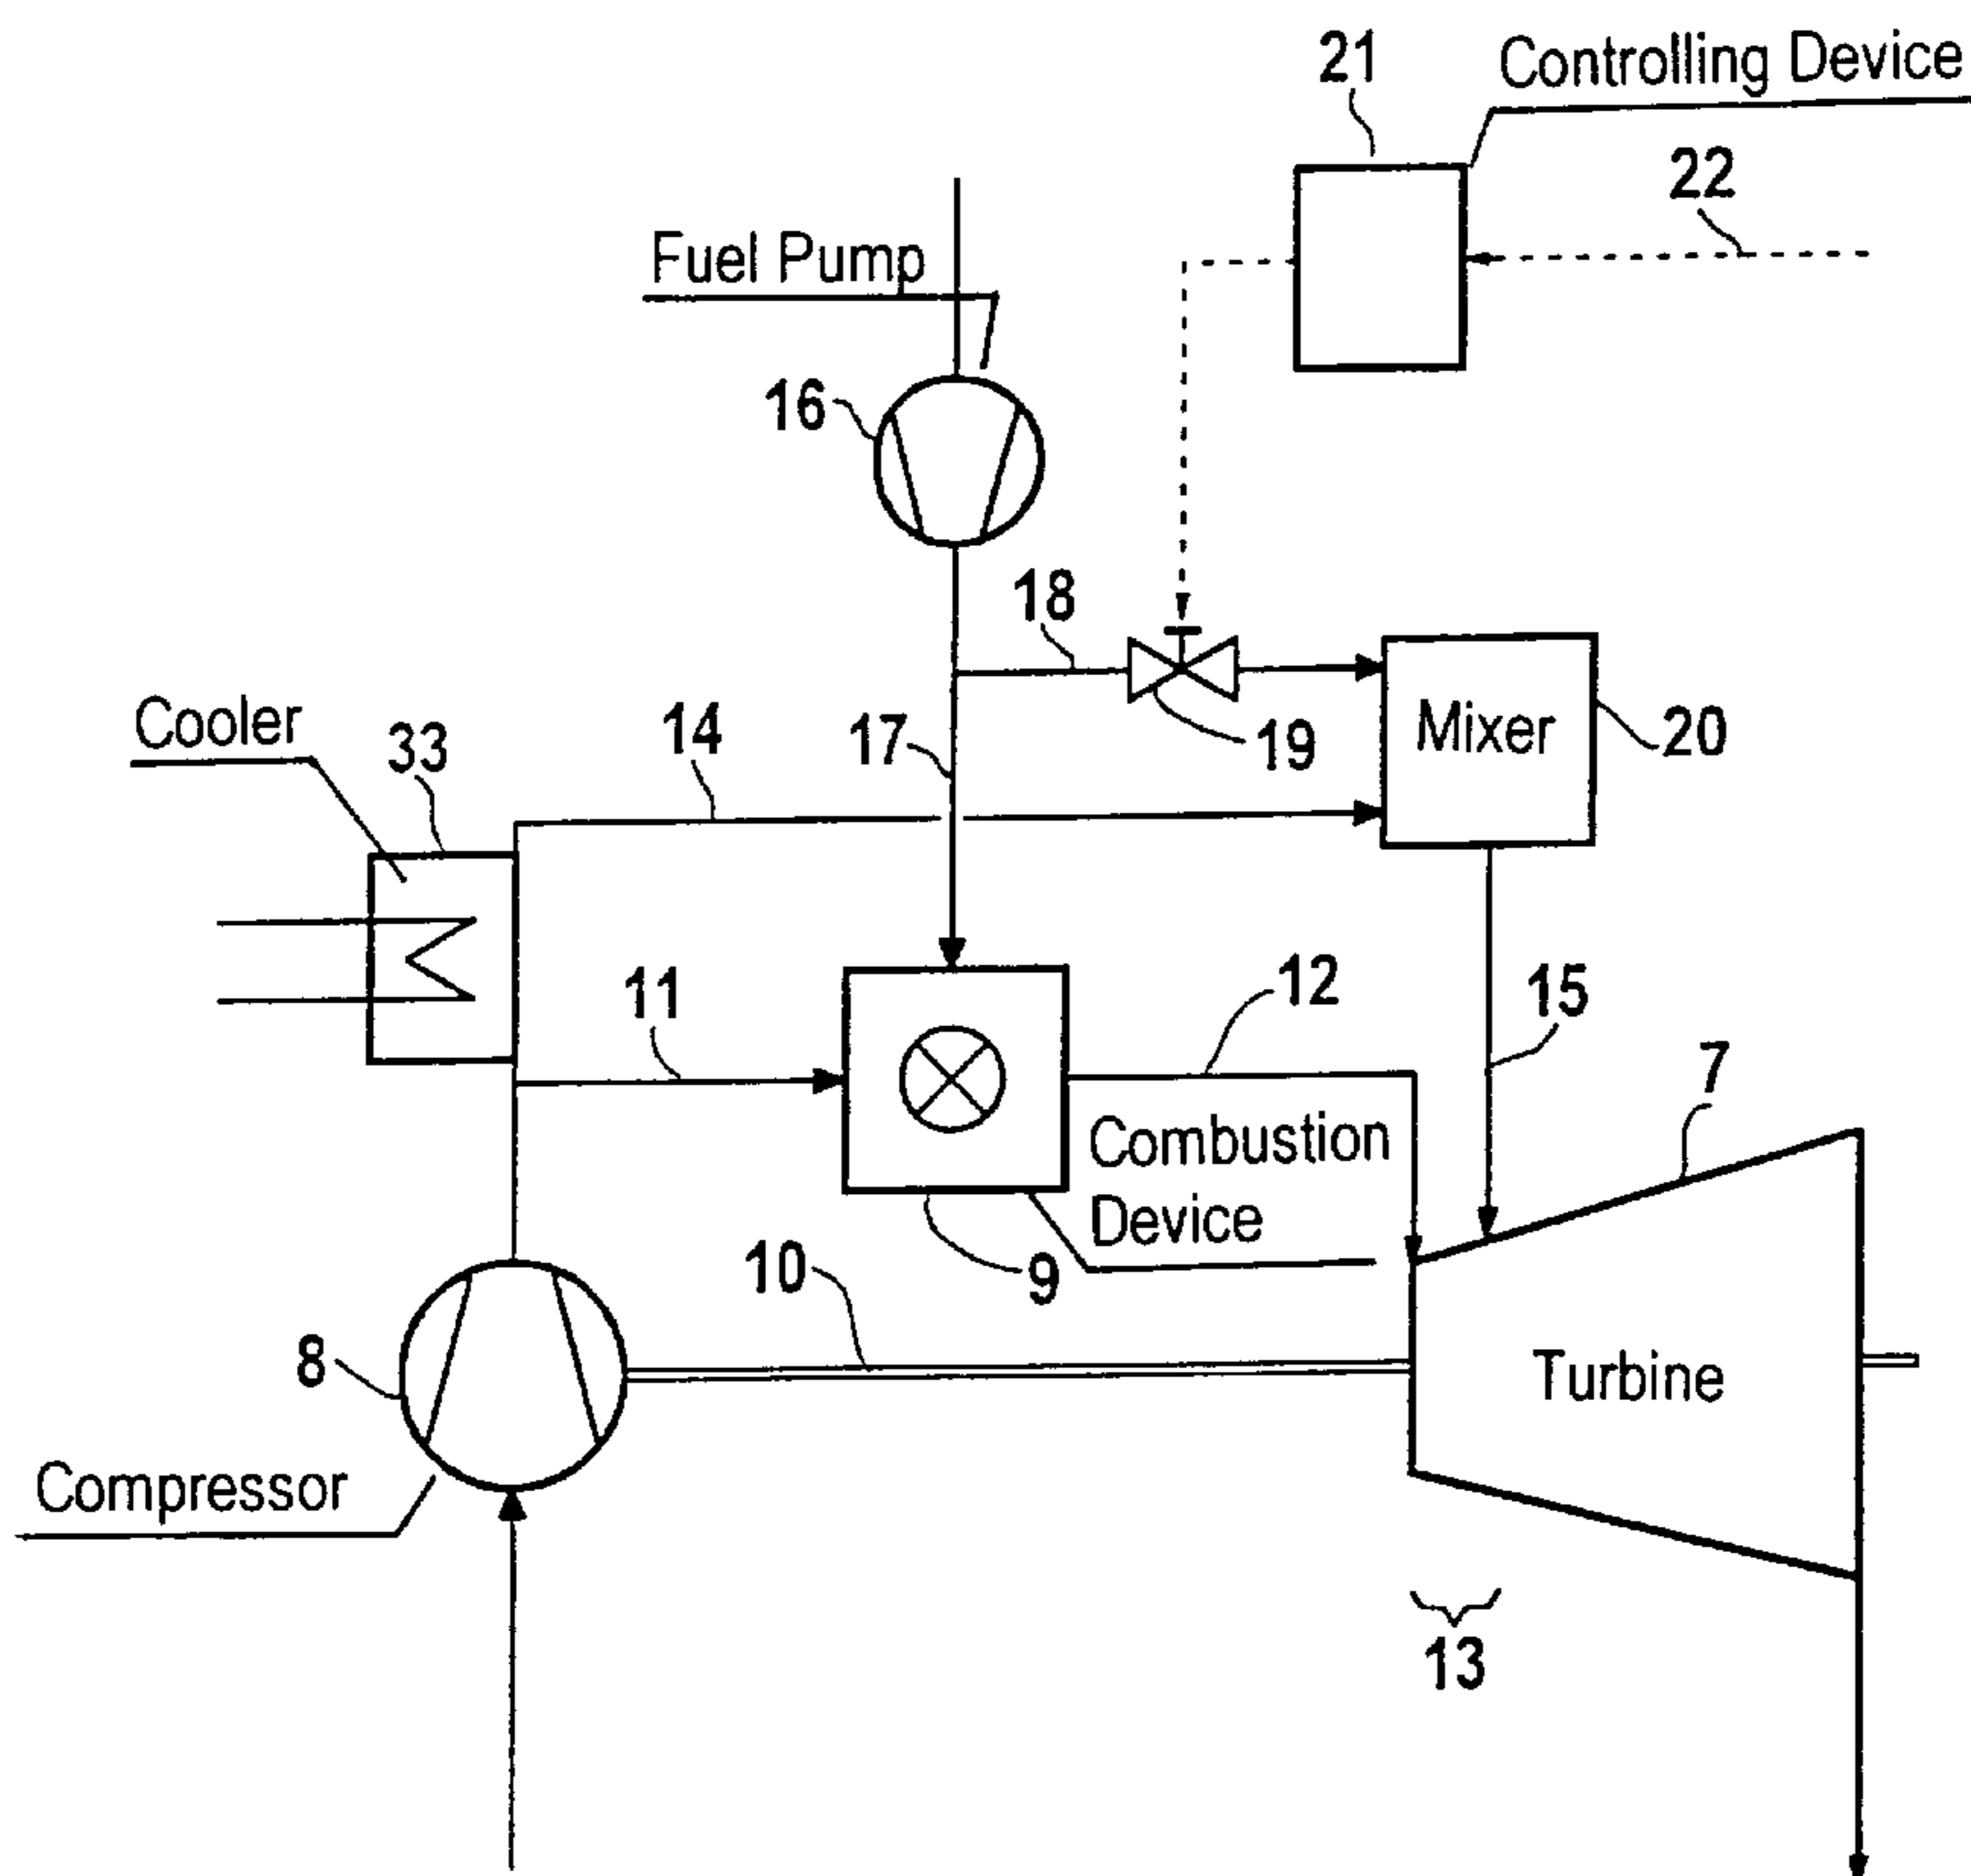 21
Controlling Device
22
Fuel Pump
16
18
Cooler
33
14
17
19
Mixer
20
11
12
15
7
Combustion
Device
10
9
8
Turbine
Compressor
13